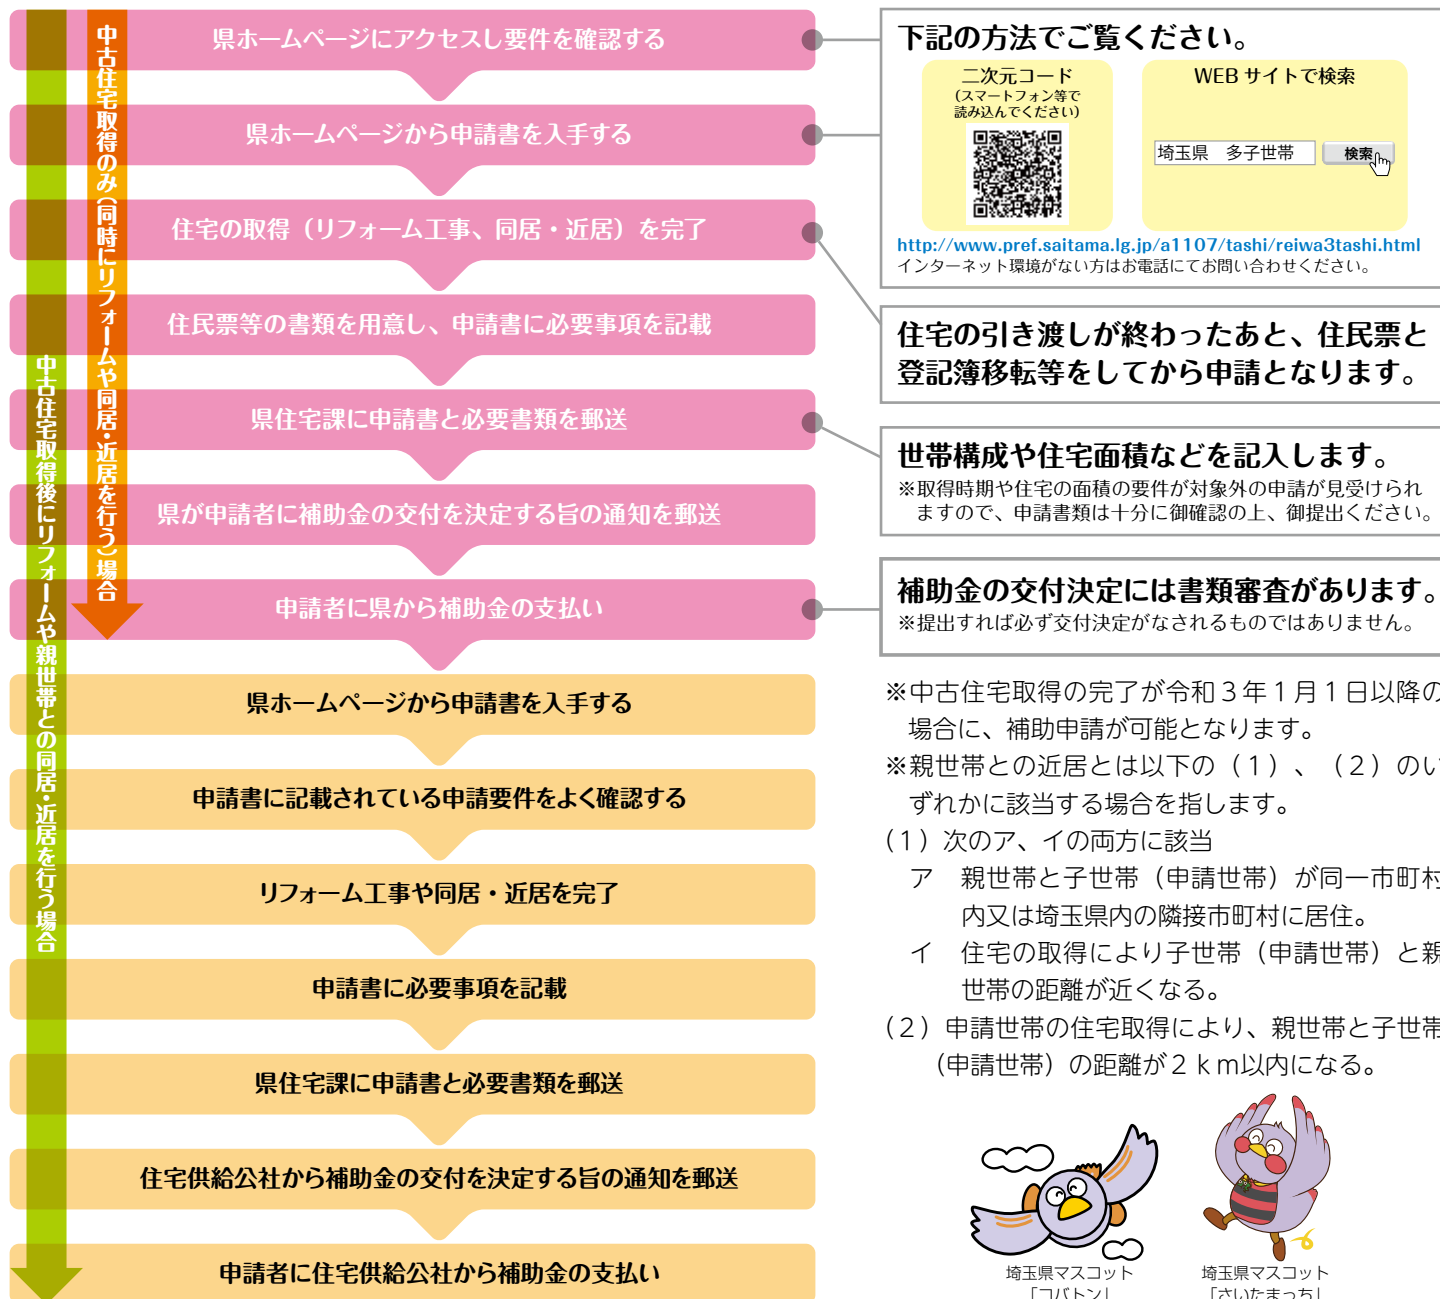 中古住宅取得のみ(同時にリフォームや同居・近居を行う)場合
中古住宅取得後にリフォームや親世帯との同居・近居を行う場合
県ホームページにアクセスし要件を確認する
県ホームページから申請書を入手する
住宅の取得（リフォーム工事、同居・近居）を完了
住民票等の書類を用意し、申請書に必要事項を記載
県住宅課に申請書と必要書類を郵送
県が申請者に補助金の交付を決定する旨の通知を郵送
申請者に県から補助金の支払い
県ホームページから申請書を入手する
申請書に記載されている申請要件をよく確認する
リフォーム工事や同居・近居を完了
申請書に必要事項を記載
県住宅課に申請書と必要書類を郵送
住宅供給公社から補助金の交付を決定する旨の通知を郵送
申請者に住宅供給公社から補助金の支払い
下記の方法でご覧ください。
二次元コード
（スマートフォン等で
読み込んでください）
WEB サイトで検索
埼玉県　多子世帯
検索
http://www.pref.saitama.lg.jp/a1107/tashi/reiwa3tashi.html
インターネット環境がない方はお電話にてお問い合わせください。
住宅の引き渡しが終わったあと、住民票と
登記簿移転等をしてから申請となります。
世帯構成や住宅面積などを記入します。
※取得時期や住宅の面積の要件が対象外の申請が見受けられ
ますので、申請書類は十分に御確認の上、御提出ください。
補助金の交付決定には書類審査があります。
※提出すれば必ず交付決定がなされるものではありません。
※中古住宅取得の完了が令和３年１月１日以降の
場合に、補助申請が可能となります。
※親世帯との近居とは以下の（１）、（２）のい
ずれかに該当する場合を指します。
（１）次のア、イの両方に該当
ア　親世帯と子世帯（申請世帯）が同一市町村
内又は埼玉県内の隣接市町村に居住。
イ　住宅の取得により子世帯（申請世帯）と親
世帯の距離が近くなる。
（２）申請世帯の住宅取得により、親世帯と子世帯
（申請世帯）の距離が２ｋｍ以内になる。
埼玉県マスコット
「コバトン」
埼玉県マスコット
「さいたまっち」